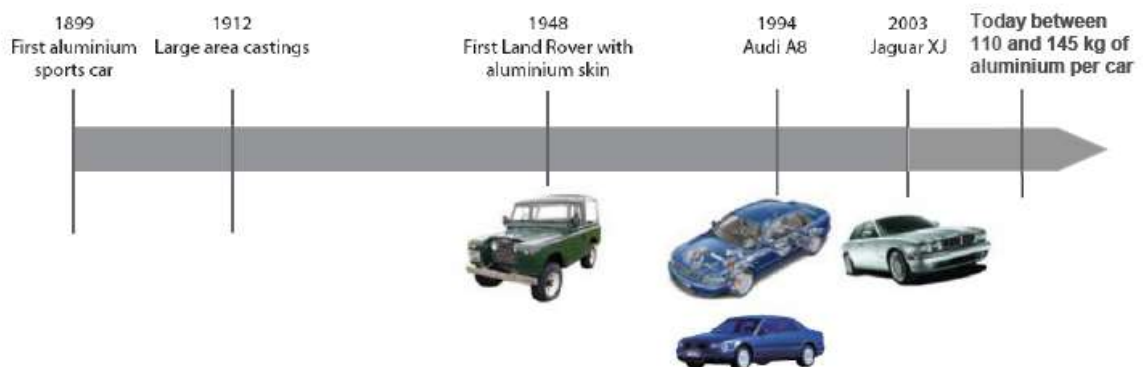 1899
First aluminium
sports car
1912
Large area castings
1948
First Land Rover with
aluminium skin
1994
Audi A8
2003
Jaguar XJ
Today between
110 and 145 kg of
aluminium per car